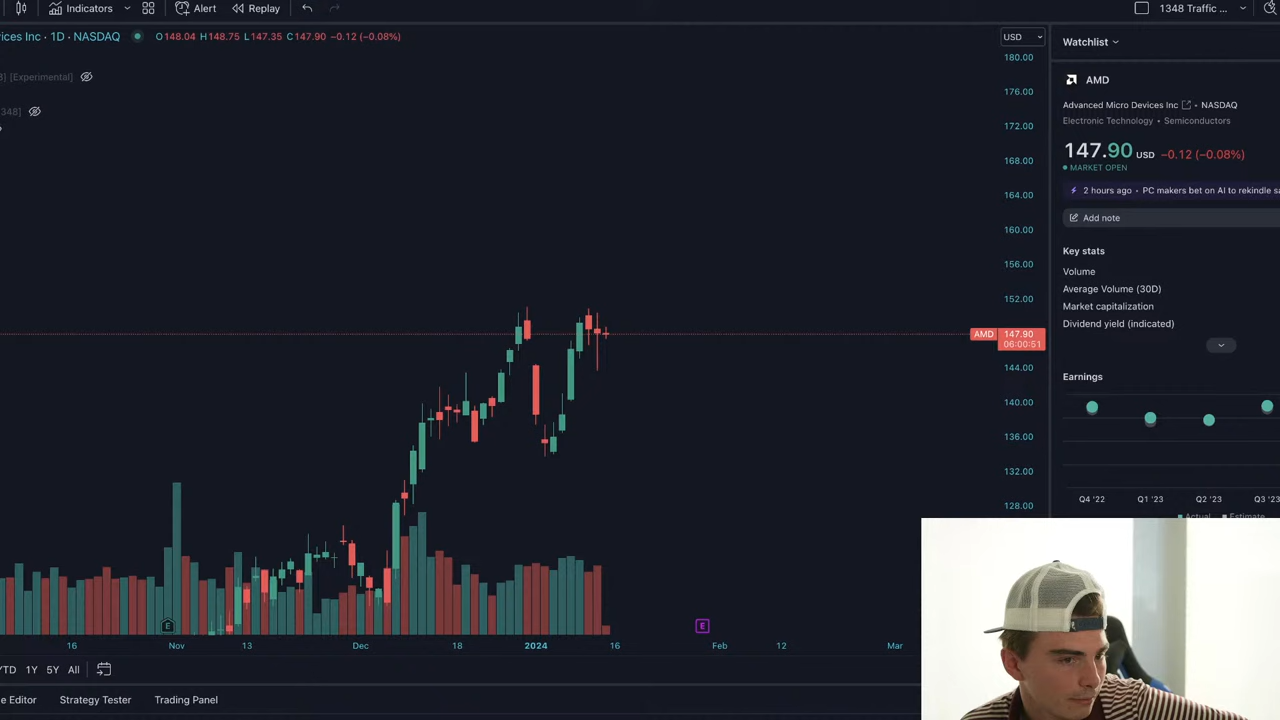 Indicators
Alert
Replay
1348 Traffic ...
ices Inc · 1D · NASDAQ
O148.04 H148.75 L147.35 C147.90 −0.12 (−0.08%)
USD
Watchlist
] [Experimental]
348]
180.00
176.00
172.00
168.00
164.00
160.00
156.00
152.00
AMD
147.90
06:00:51
144.00
140.00
136.00
132.00
128.00
AMD
Advanced Micro Devices Inc • NASDAQ
Electronic Technology • Semiconductors
147.90 USD −0.12 (−0.08%)
MARKET OPEN
2 hours ago • PC makers bet on AI to rekindle sa
Add note
Key stats
Volume
Average Volume (30D)
Market capitalization
Dividend yield (indicated)
Earnings
Q4 '22
Q1 '23
Q2 '23
Q3 '23
Actual
Estimate
E
E
16
Nov
13
Dec
18
2024
16
Feb
12
Mar
YTD
1Y
5Y
All
e Editor
Strategy Tester
Trading Panel